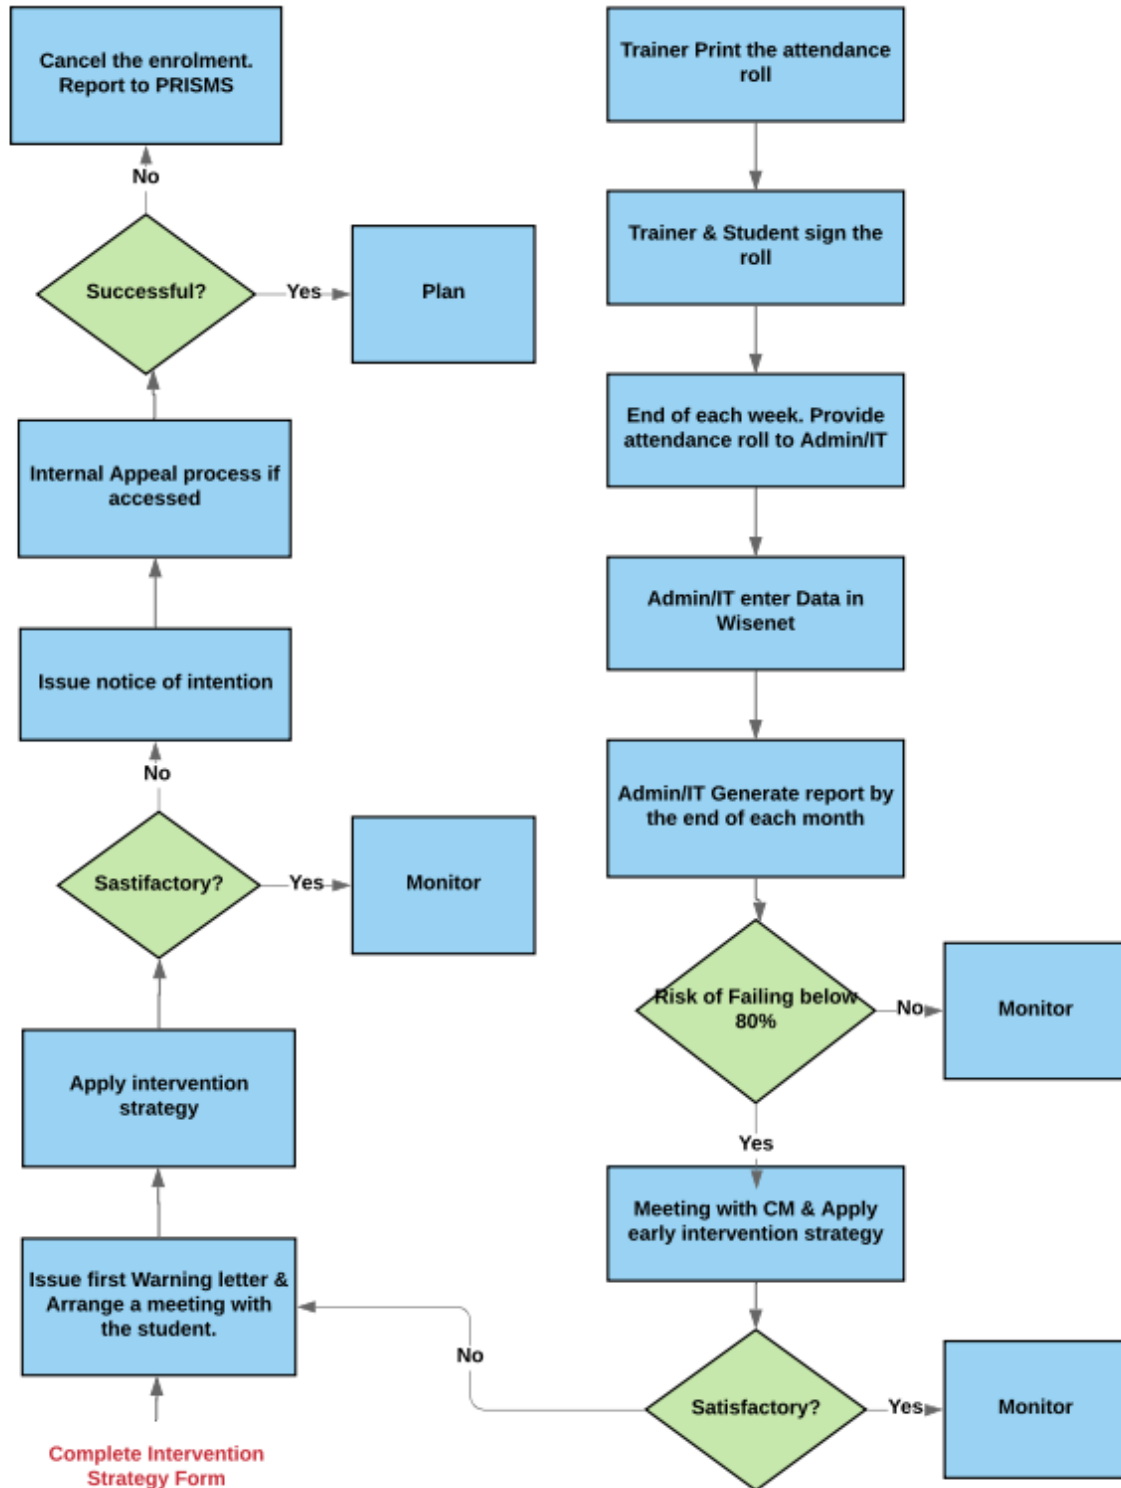 Trainer Print the attendance
roll
Trainer & Student sign the
roll
End of each week. Provide
attendance roll to Admin/IT
Admin/IT enter Data in
Wisenet
Admin/IT Generate report by
the end of each month
Risk of Failing below
80%
No
Monitor
Yes
Meeting with CM & Apply
early intervention strategy
Satisfactory?
Yes
Monitor
No
Complete Intervention
Strategy Form
Issue first Warning letter &
Arrange a meeting with
the student.
Apply intervention
strategy
Sastifactory?
Yes
Monitor
No
Issue notice of intention
Internal Appeal process if
accessed
Successful?
Yes
Plan
No
Cancel the enrolment.
Report to PRISMS